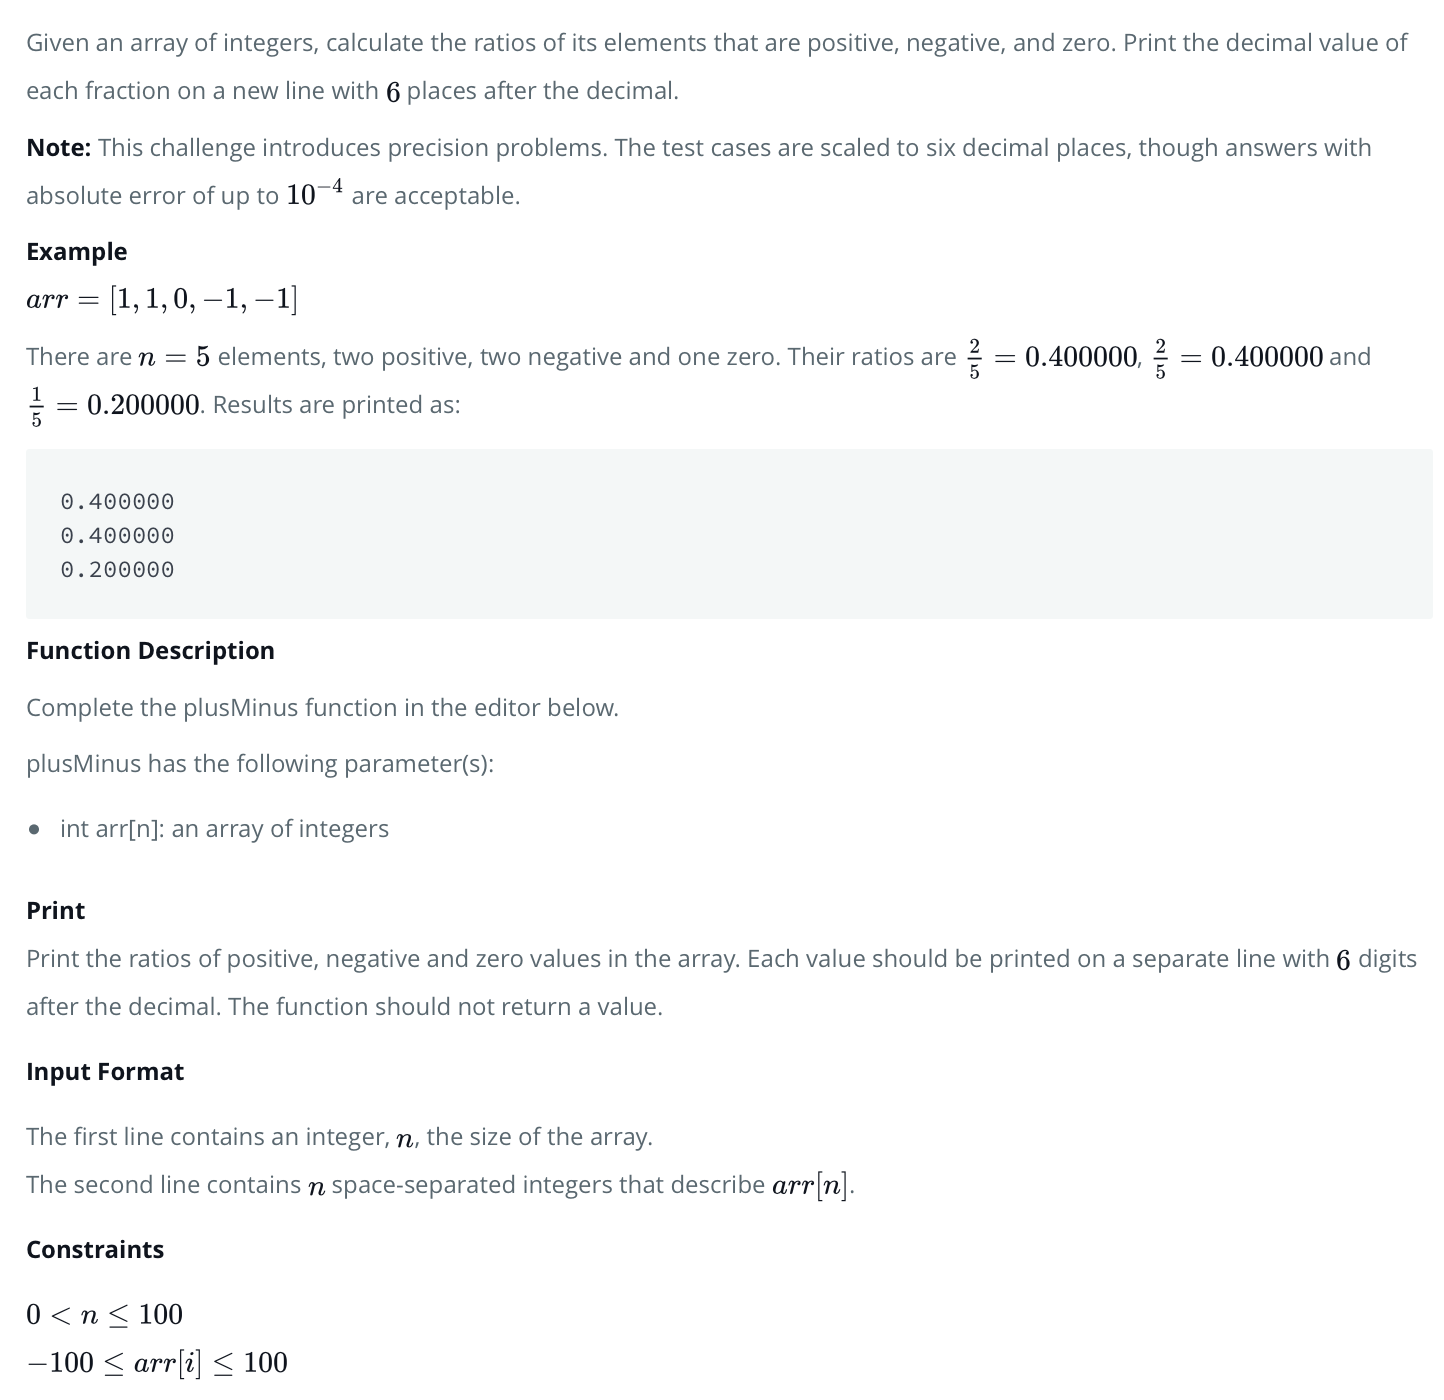 Given an array of integers, calculate the ratios of its elements that are positive, negative, and zero. Print the decimal value of
each fraction on a new line with 6 places after the decimal.
Note: This challenge introduces precision problems. The test cases are scaled to six decimal places, though answers with
absolute error of up to 10⁻⁴ are acceptable.
Example
arr = [1, 1, 0, −1, −1]
There are n = 5 elements, two positive, two negative and one zero. Their ratios are 2/5 = 0.400000, 2/5 = 0.400000 and
1/5 = 0.200000. Results are printed as:
0.400000
0.400000
0.200000
Function Description
Complete the plusMinus function in the editor below.
plusMinus has the following parameter(s):
• int arr[n]: an array of integers
Print
Print the ratios of positive, negative and zero values in the array. Each value should be printed on a separate line with 6 digits
after the decimal. The function should not return a value.
Input Format
The first line contains an integer, n, the size of the array.
The second line contains n space-separated integers that describe arr[n].
Constraints
0 < n ≤ 100
−100 ≤ arr[i] ≤ 100